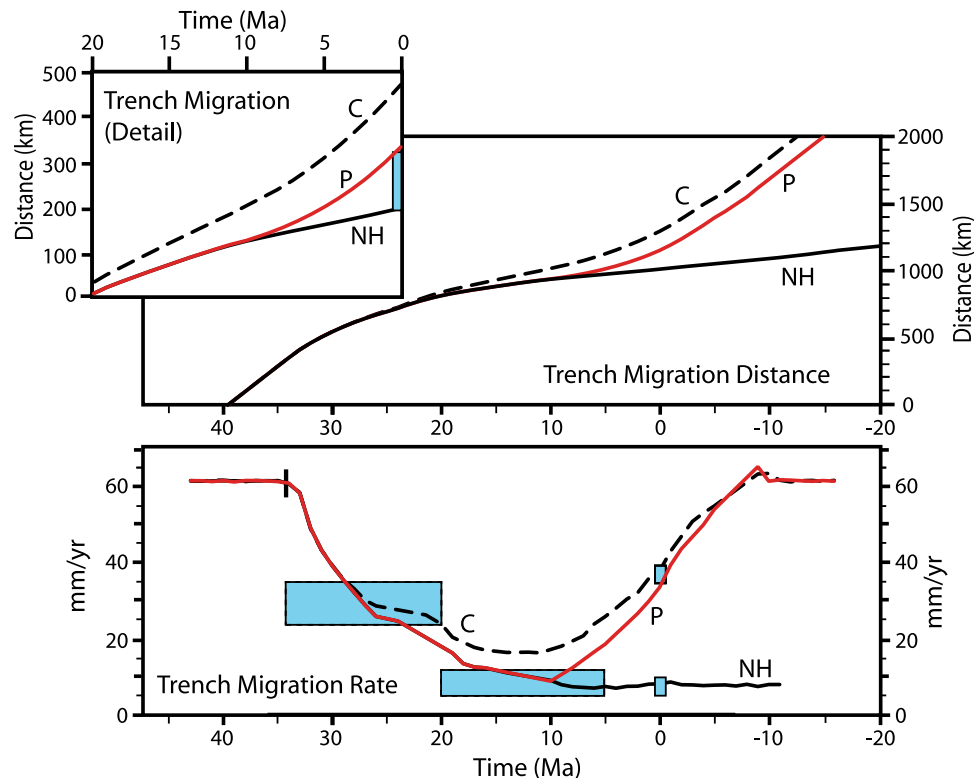 Time (Ma)
20 15 10 5 0
500
400
300
200
100
0
Distance (km)
Trench Migration
(Detail)
C
P
NH
2000
1500
1000
500
0
Distance (km)
C
P
NH
Trench Migration Distance
40 30 20 10 0 -10 -20
60
40
20
0
mm/yr
C
P
NH
Trench Migration Rate
60
40
20
0
mm/yr
40 30 20 10 0 -10 -20
Time (Ma)